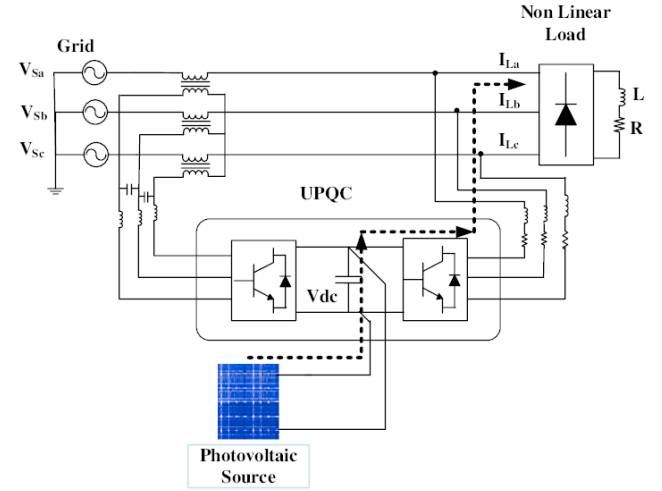 Non Linear
Load
Grid
V_Sa
I_La
V_Sb
I_Lb
L
R
V_Sc
I_Lc
UPQC
Vdc
Photovoltaic
Source